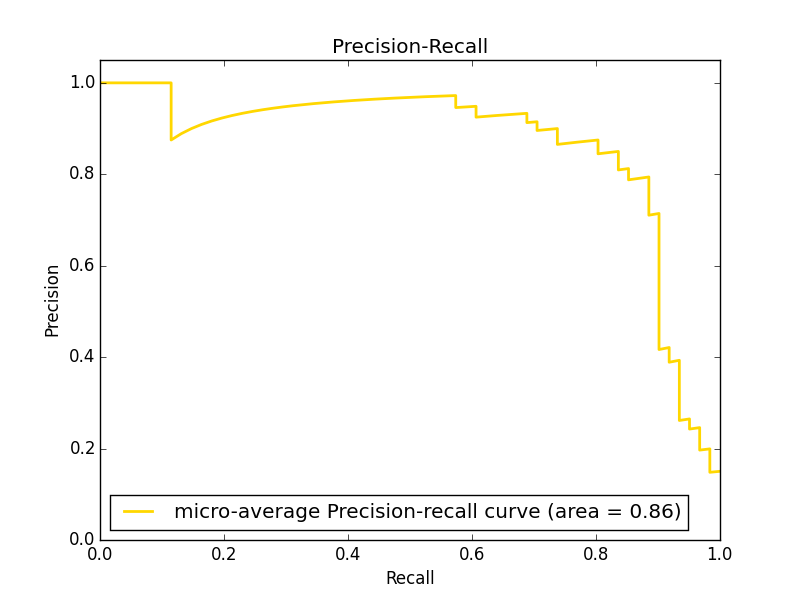 Precision-Recall
1.0
0.8
0.6
0.4
0.2
0.0
Precision
micro-average Precision-recall curve (area = 0.86)
0.0 0.2 0.4 0.6 0.8 1.0
Recall